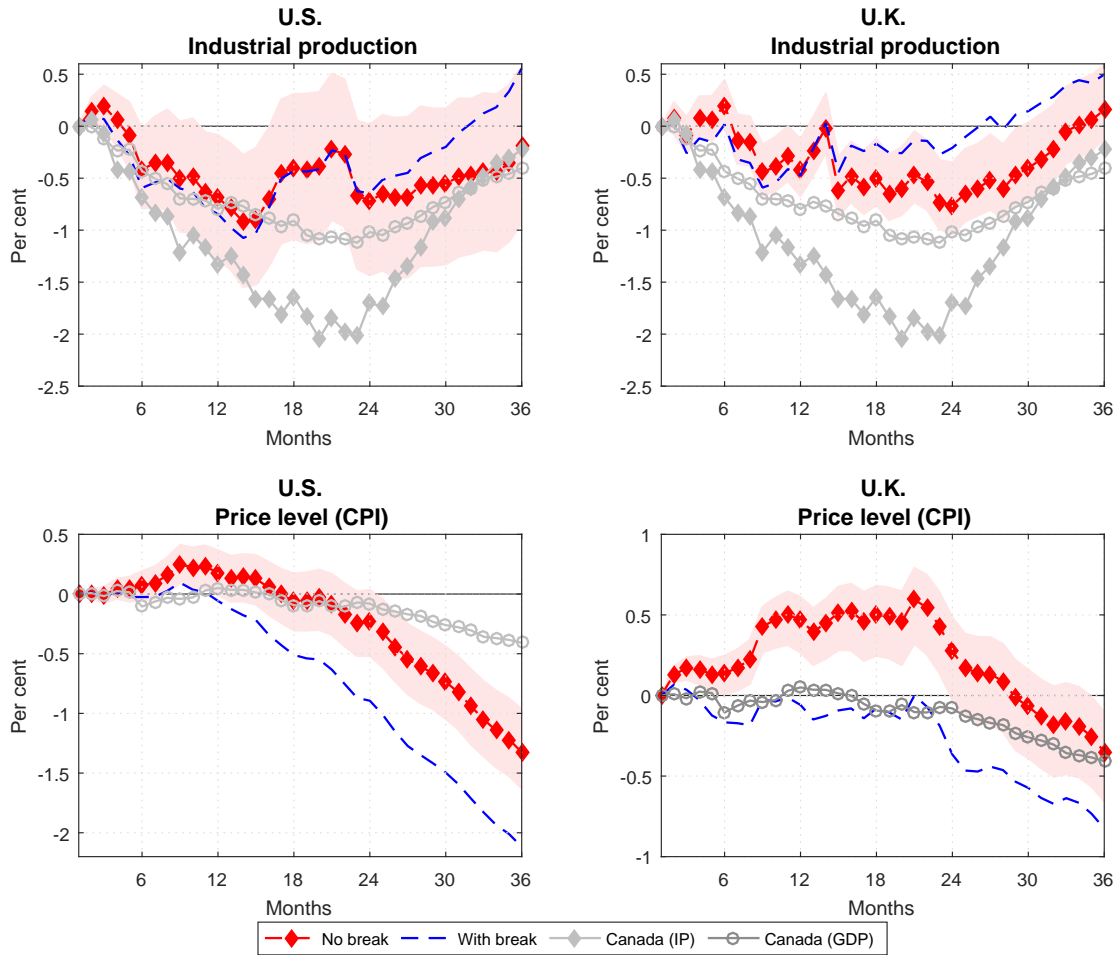 U.S.
Industrial production
0.5
0
-0.5
-1
-1.5
-2
-2.5
Per cent
6 12 18 24 30 36
Months
U.K.
Industrial production
0.5
0
-0.5
-1
-1.5
-2
-2.5
Per cent
6 12 18 24 30 36
Months
U.S.
Price level (CPI)
0.5
0
-0.5
-1
-1.5
-2
Per cent
6 12 18 24 30 36
Months
U.K.
Price level (CPI)
1
0.5
0
-0.5
-1
Per cent
6 12 18 24 30 36
Months
No break With break Canada (IP) Canada (GDP)